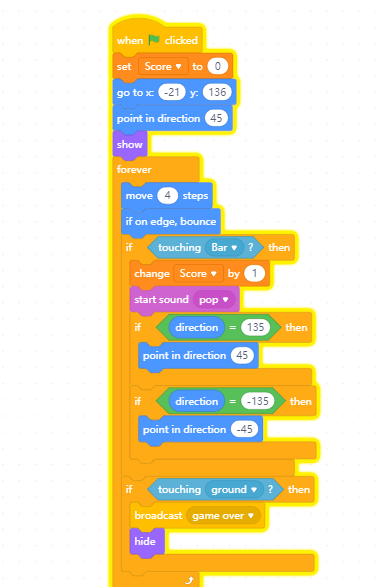 when clicked
set Score to 0
go to x: -21 y: 136
point in direction 45
show
forever
move 4 steps
if on edge, bounce
if touching Bar ? then
change Score by 1
start sound pop
if direction = 135 then
point in direction 45
if direction = -135 then
point in direction -45
if touching ground ? then
broadcast game over
hide